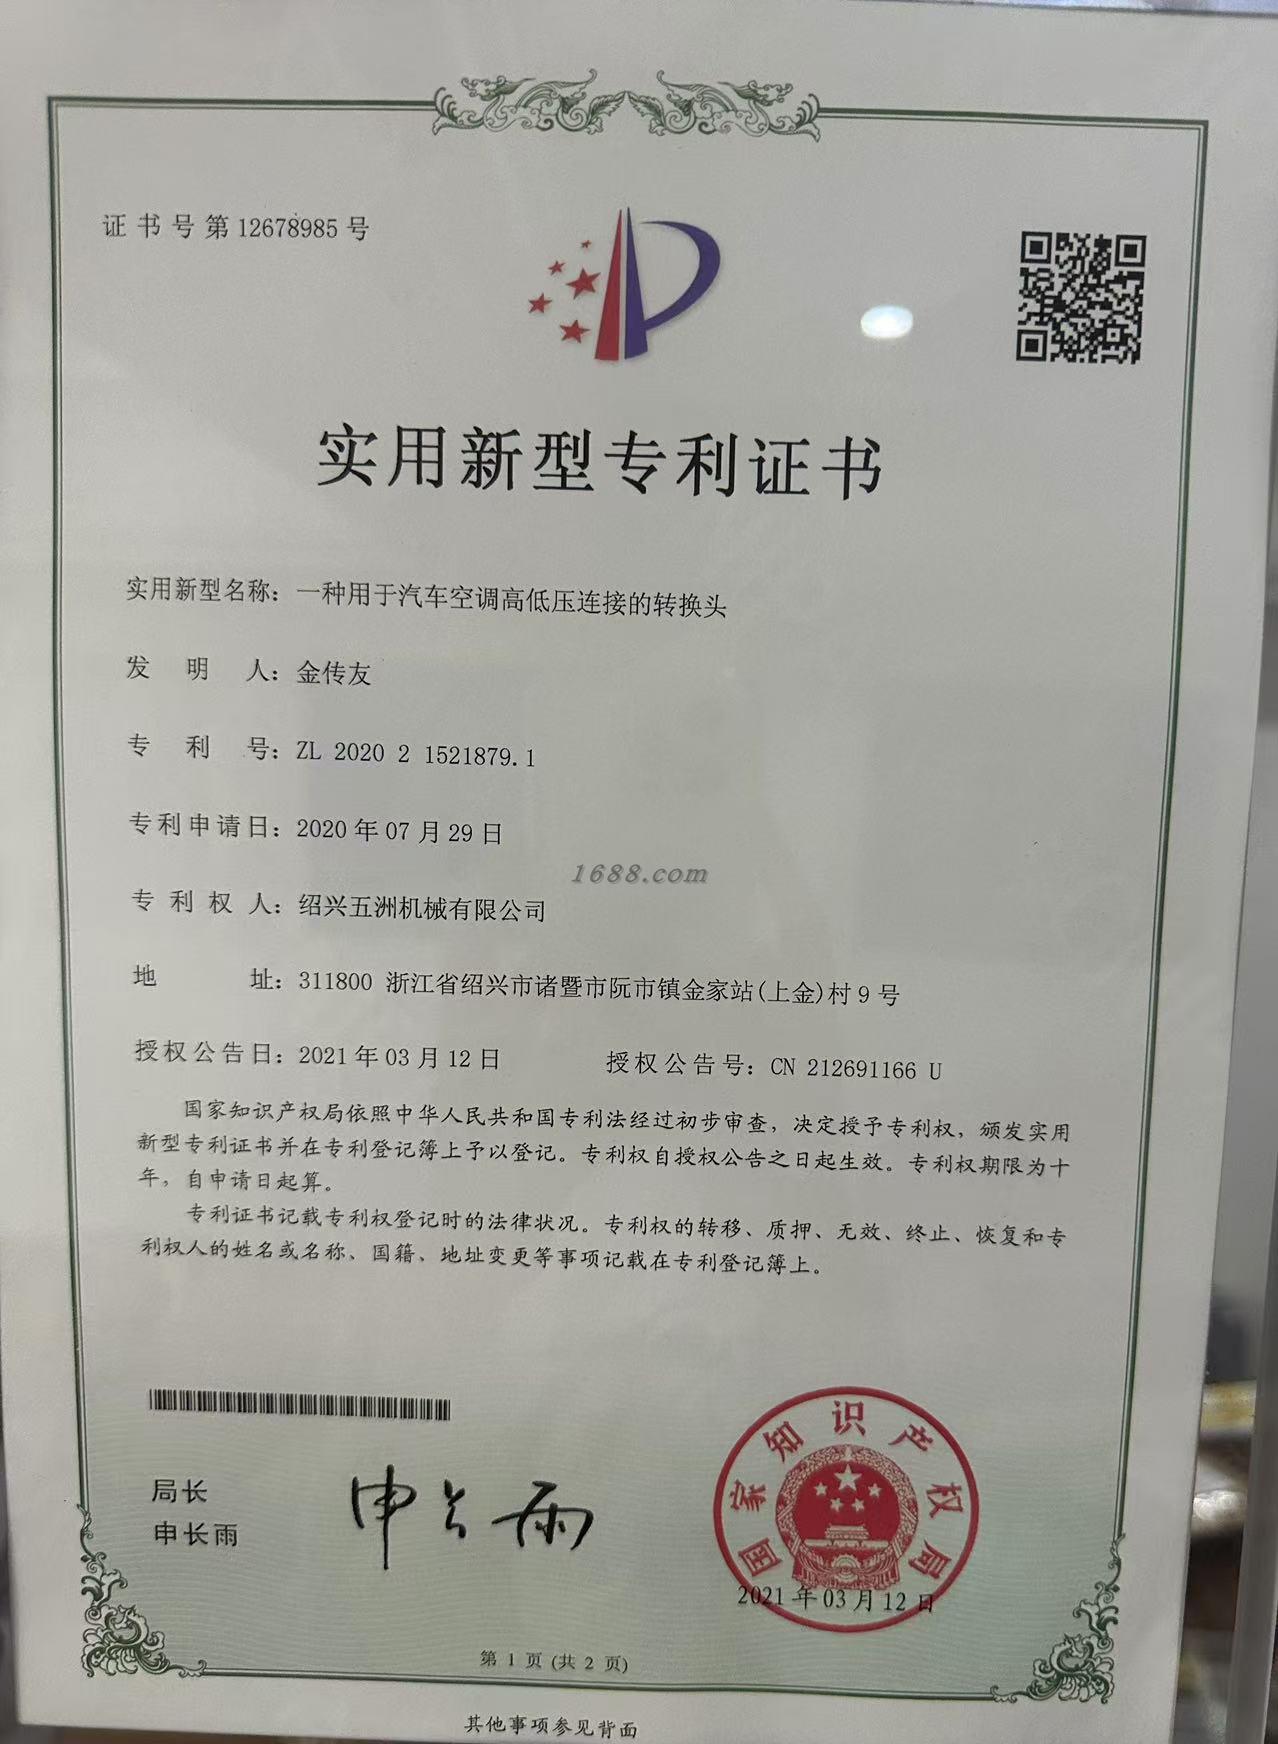 证书号第12678985号
实用新型专利证书
实用新型名称：一种用于汽车空调高低压连接的转换头
发明人：金传友
专利号：ZL 2020 2 1521879.1
专利申请日：2020年07月29日
1688.com
专利权人：绍兴五洲机械有限公司
地址：311800 浙江省绍兴市诸暨市阮市镇金家站(上金)村9号
授权公告日：2021年03月12日 授权公告号：CN 212691166 U
国家知识产权局依照中华人民共和国专利法经过初步审查，决定授予专利权，颁发实用
新型专利证书并在专利登记簿上予以登记。专利权自授权公告之日起生效。专利权期限为十
年，自申请日起算。
专利证书记载专利权登记时的法律状况。专利权的转移、质押、无效、终止、恢复和专
利权人的姓名或名称、国籍、地址变更等事项记载在专利登记簿上。
局长
申长雨
申长雨
国家知识产权局
2021年03月12日
第 1 页 (共 2 页)
其他事项参见背面